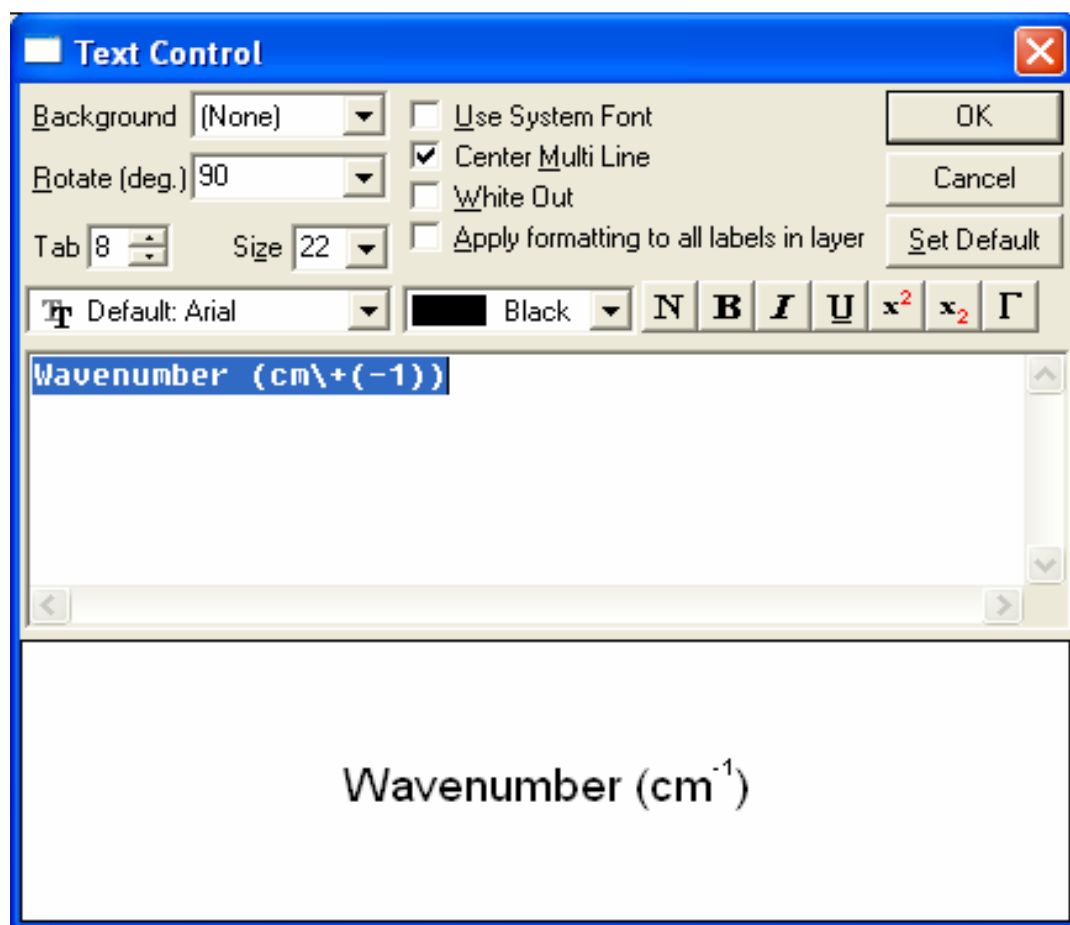 Text Control
Background (None) Use System Font OK
Center Multi Line
Rotate (deg.) 90 Cancel
White Out
Tab 8 Size 22 Apply formatting to all labels in layer Set Default
Default: Arial Black N B I U x² x₂ Γ
Wavenumber (cm\+(-1))
Wavenumber (cm⁻¹)